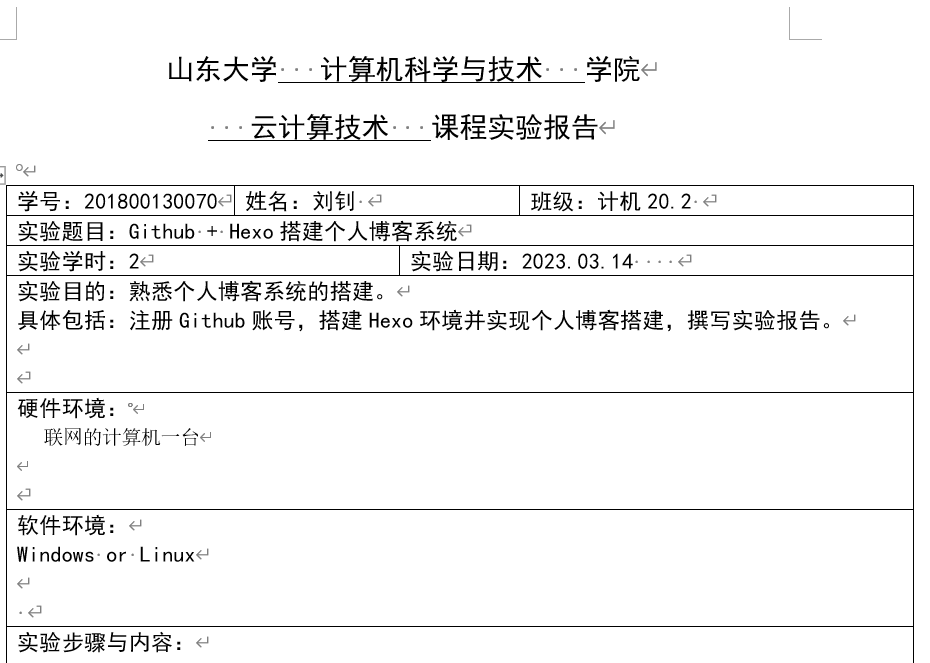 山东大学 计算机科学与技术 学院
云计算技术 课程实验报告
学号：201800130070 姓名：刘钊 班级：计机 20.2
实验题目：Github + Hexo 搭建个人博客系统
实验学时：2 实验日期：2023.03.14
实验目的：熟悉个人博客系统的搭建。
具体包括：注册 Github 账号，搭建 Hexo 环境并实现个人博客搭建，撰写实验报告。
硬件环境：
联网的计算机一台
软件环境：
Windows or Linux
实验步骤与内容：